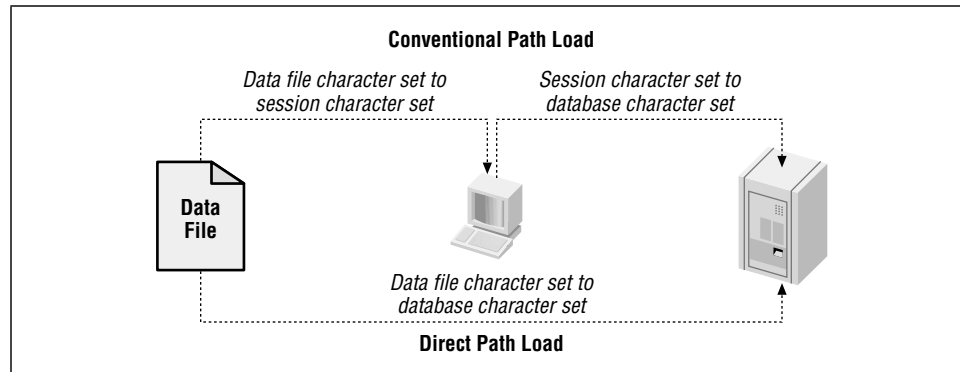 Conventional Path Load
Data file character set to
session character set
Session character set to
database character set
Data
File
Data file character set to
database character set
Direct Path Load